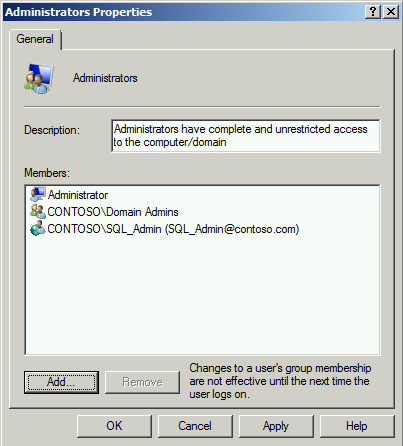 Administrators Properties
General
Administrators
Description:
Administrators have complete and unrestricted access
to the computer/domain
Members:
Administrator
CONTOSO\Domain Admins
CONTOSO\SQL_Admin (SQL_Admin@contoso.com)
Add...
Remove
Changes to a user's group membership
are not effective until the next time the
user logs on.
OK
Cancel
Apply
Help